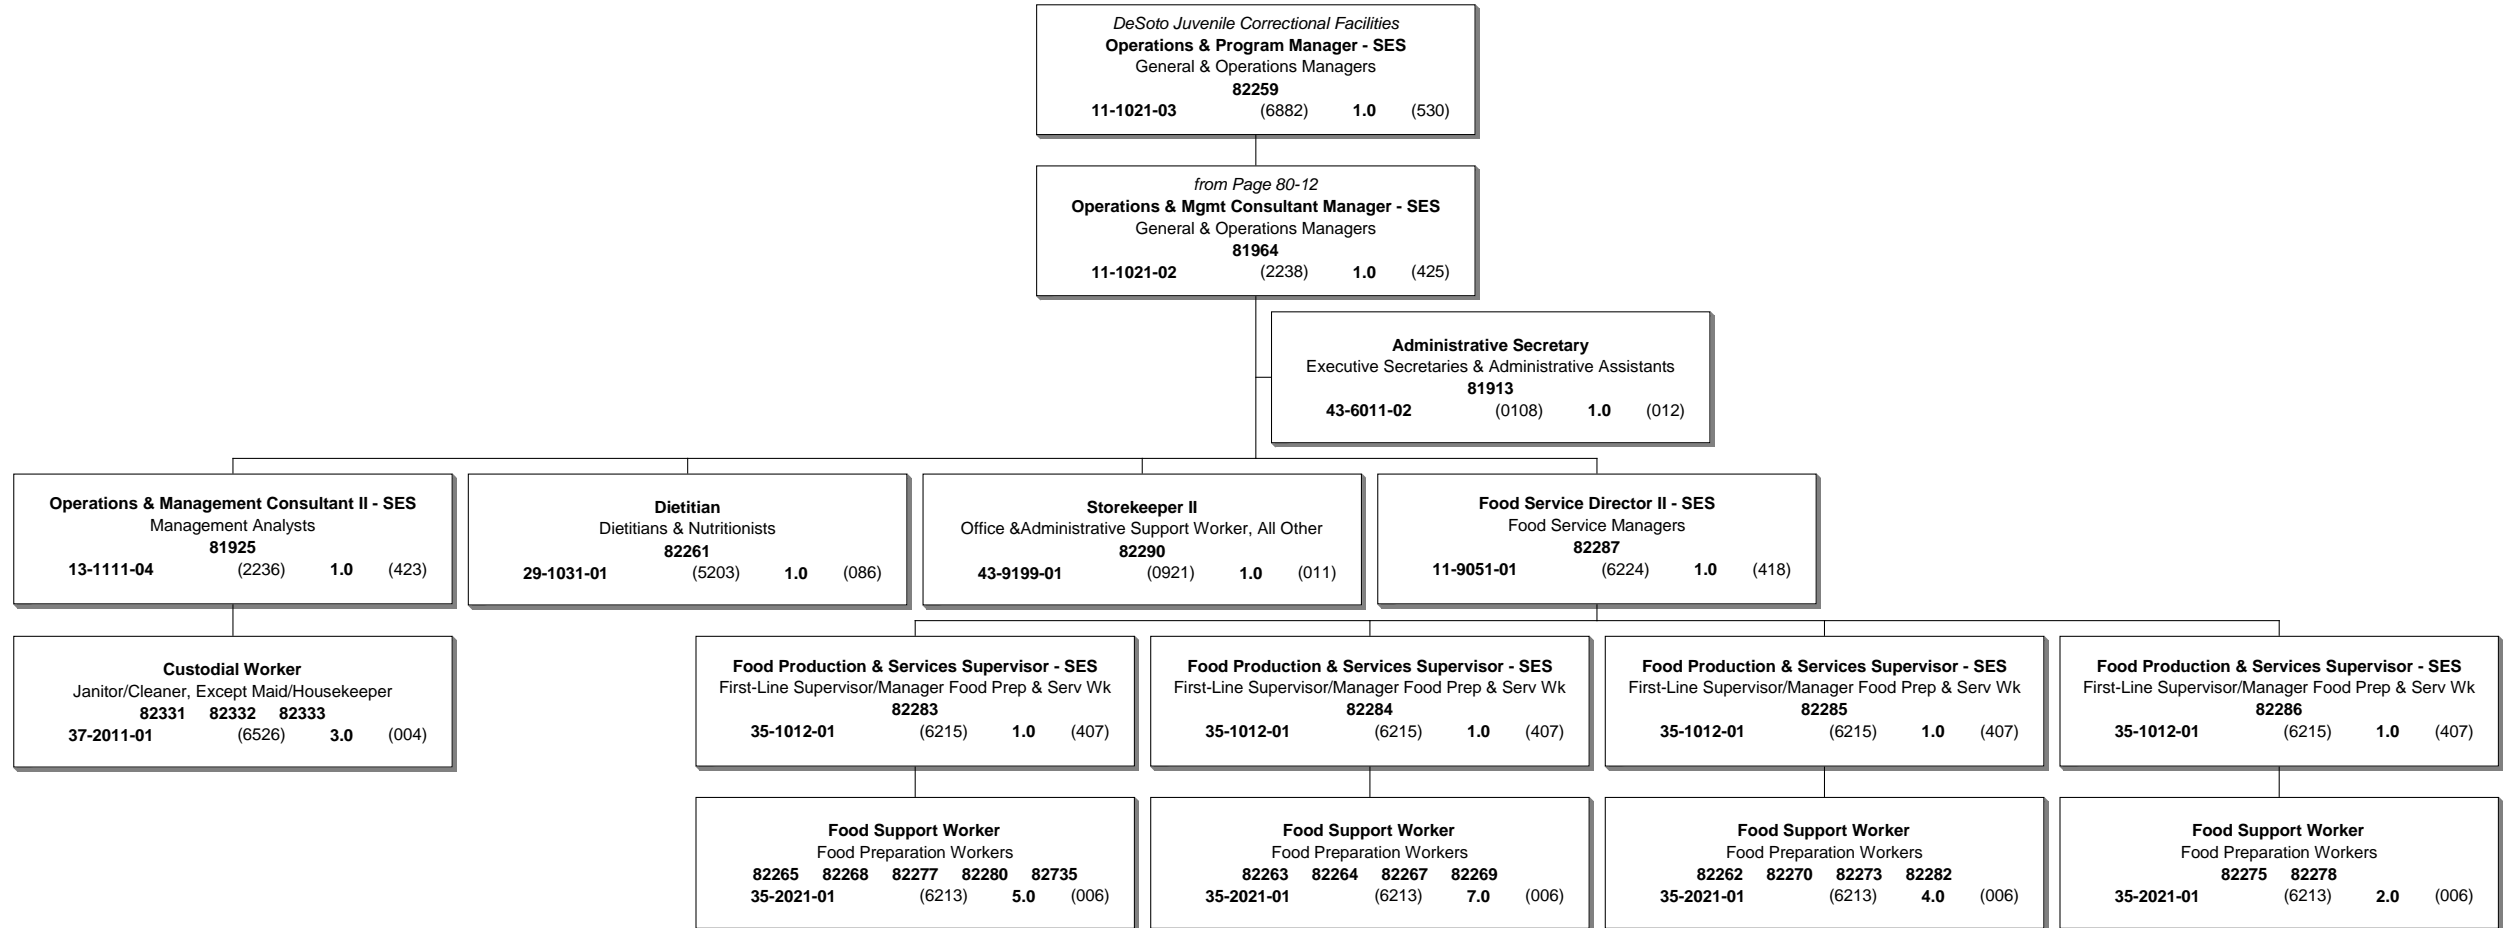 DeSoto Juvenile Correctional Facilities
Operations & Program Manager - SES
General & Operations Managers
82259
11-1021-03 (6882) 1.0 (530)
from Page 80-12
Operations & Mgmt Consultant Manager - SES
General & Operations Managers
81964
11-1021-02 (2238) 1.0 (425)
Administrative Secretary
Executive Secretaries & Administrative Assistants
81913
43-6011-02 (0108) 1.0 (012)
Operations & Management Consultant II - SES
Management Analysts
81925
13-1111-04 (2236) 1.0 (423)
Dietitian
Dietitians & Nutritionists
82261
29-1031-01 (5203) 1.0 (086)
Storekeeper II
Office &Administrative Support Worker, All Other
82290
43-9199-01 (0921) 1.0 (011)
Food Service Director II - SES
Food Service Managers
82287
11-9051-01 (6224) 1.0 (418)
Custodial Worker
Janitor/Cleaner, Except Maid/Housekeeper
82331 82332 82333
37-2011-01 (6526) 3.0 (004)
Food Production & Services Supervisor - SES
First-Line Supervisor/Manager Food Prep & Serv Wk
82283
35-1012-01 (6215) 1.0 (407)
Food Production & Services Supervisor - SES
First-Line Supervisor/Manager Food Prep & Serv Wk
82284
35-1012-01 (6215) 1.0 (407)
Food Production & Services Supervisor - SES
First-Line Supervisor/Manager Food Prep & Serv Wk
82285
35-1012-01 (6215) 1.0 (407)
Food Production & Services Supervisor - SES
First-Line Supervisor/Manager Food Prep & Serv Wk
82286
35-1012-01 (6215) 1.0 (407)
Food Support Worker
Food Preparation Workers
82265 82268 82277 82280 82735
35-2021-01 (6213) 5.0 (006)
Food Support Worker
Food Preparation Workers
82263 82264 82267 82269
35-2021-01 (6213) 7.0 (006)
Food Support Worker
Food Preparation Workers
82262 82270 82273 82282
35-2021-01 (6213) 4.0 (006)
Food Support Worker
Food Preparation Workers
82275 82278
35-2021-01 (6213) 2.0 (006)